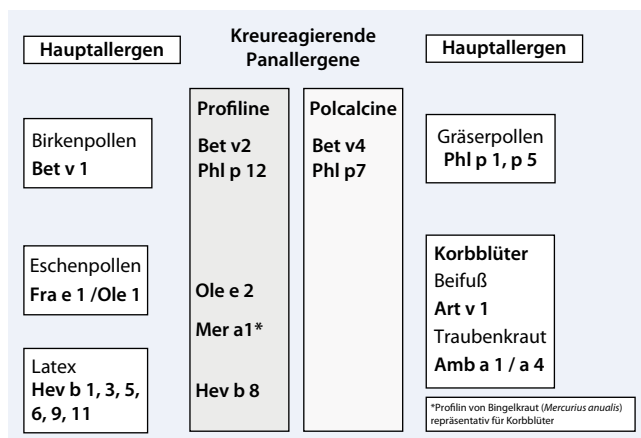 Hauptallergen
Kreureagierende
Panallergene
Hauptallergen
Birkenpollen
Bet v 1
Eschenpollen
Fra e 1 /Ole 1
Latex
Hev b 1, 3, 5,
6, 9, 11
Profiline
Bet v2
Phl p 12
Ole e 2
Mer a1*
Hev b 8
Polcalcine
Bet v4
Phl p7
Gräserpollen
Phl p 1, p 5
Korbblüter
Beifuß
Art v 1
Traubenkraut
Amb a 1 / a 4
*Profilin von Bingelkraut (Mercurius anualis)
repräsentativ für Korbblüter